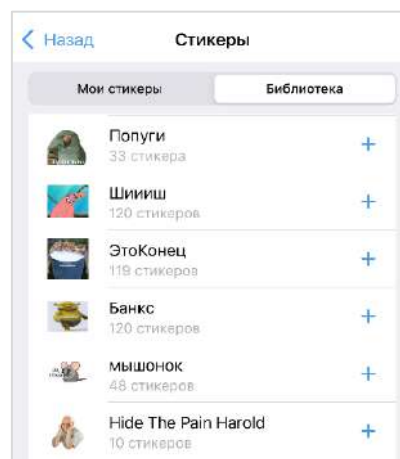 Назад
Стикеры
Мои стикеры
Библиотека
Попуги
33 стикера
Шиииш
120 стикеров
ЭтоКонец
119 стикеров
Банкс
120 стикеров
мышонок
48 стикеров
Hide The Pain Harold
10 стикеров